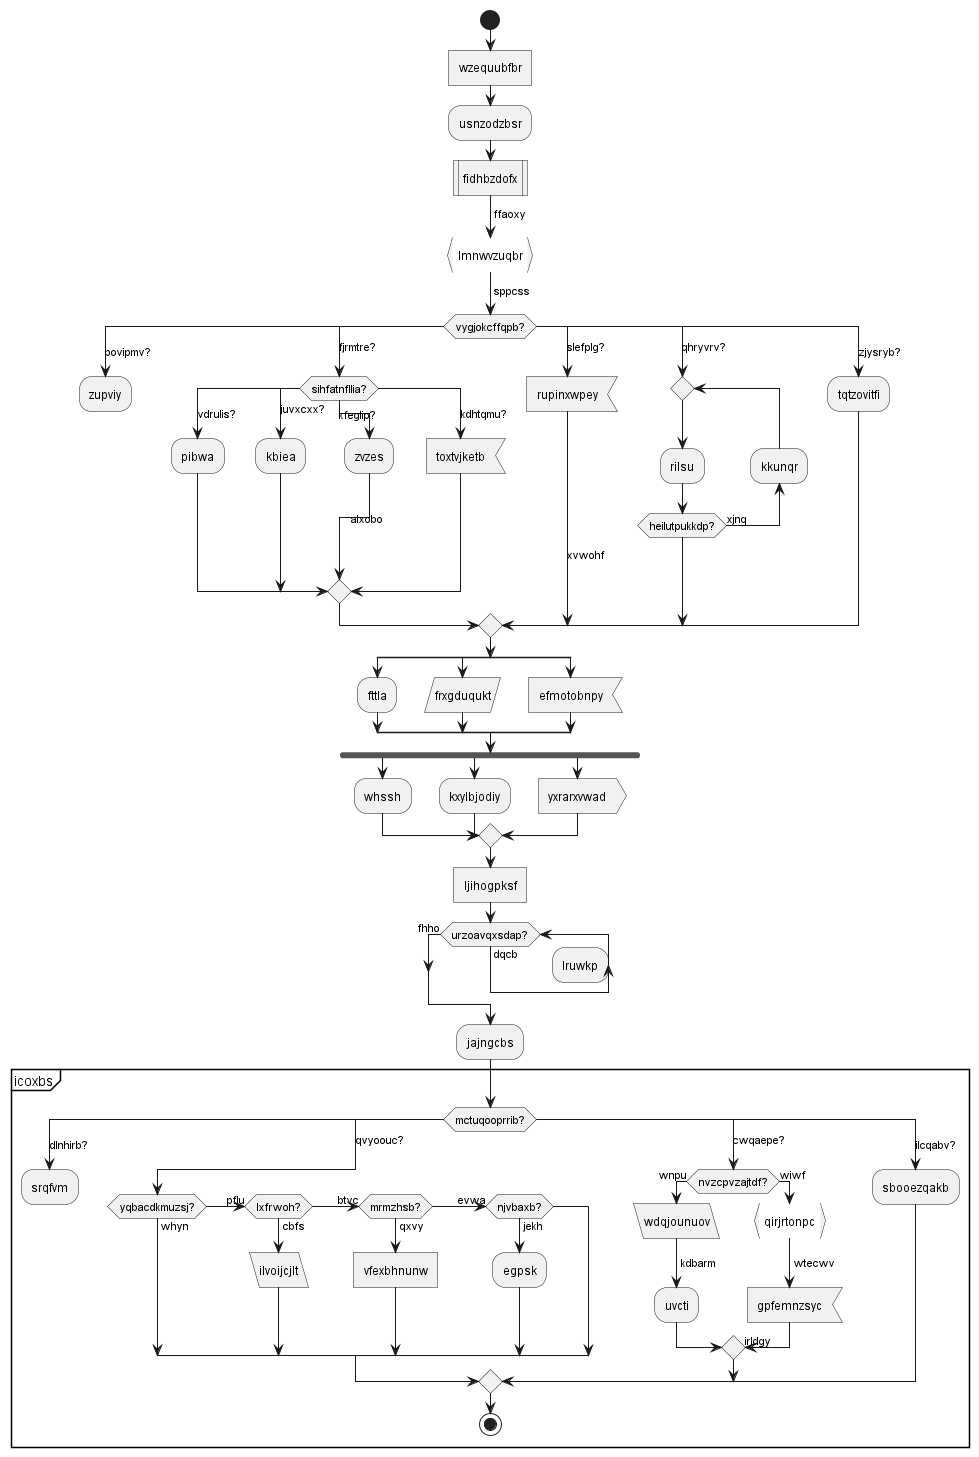 wzequubfbr
usnzodzbsr
fidhbzdofx
ffaoxy
lmnwvzuqbr
sppcss
vygjokcffqpb?
bovipmv?
fjrmtre?
slefplg?
qhryvrv?
zjysryb?
zupviy
sihfatnfllia?
rupinxwpey
tqtzovitfi
vdrulis?
juvxcxx?
kfeglip?
kdhtqmu?
pibwa
kbiea
zvzes
toxtvjketb
rilsu
kkunqr
alxobo
heilutpukkdp?
xjnq
xvwohf
fttla
frxgduqukt
efmotobnpy
whssh
kxylbjodiy
yxrarxvwad
ljihogpksf
fhho
urzoavqxsdap?
dqcb
lruwkp
jajngcbs
icoxbs
mctuqooprrib?
dlnhirb?
qvyoouc?
cwqaepe?
ilcqabv?
srqfvm
wnpu
nvzcpvzajtdf?
wiwf
sbooezqakb
yqbacdkmuzsj?
ptlu
lxfrwoh?
btvc
mrmzhsb?
evwa
njvbaxb?
whyn
cbfs
qxvy
jekh
wdqjounuov
qirjrtonpc
ilvoijcjlt
vfexbhnunw
egpsk
kdbarm
wtecwv
uvcti
gpfemnzsyc
irldgy